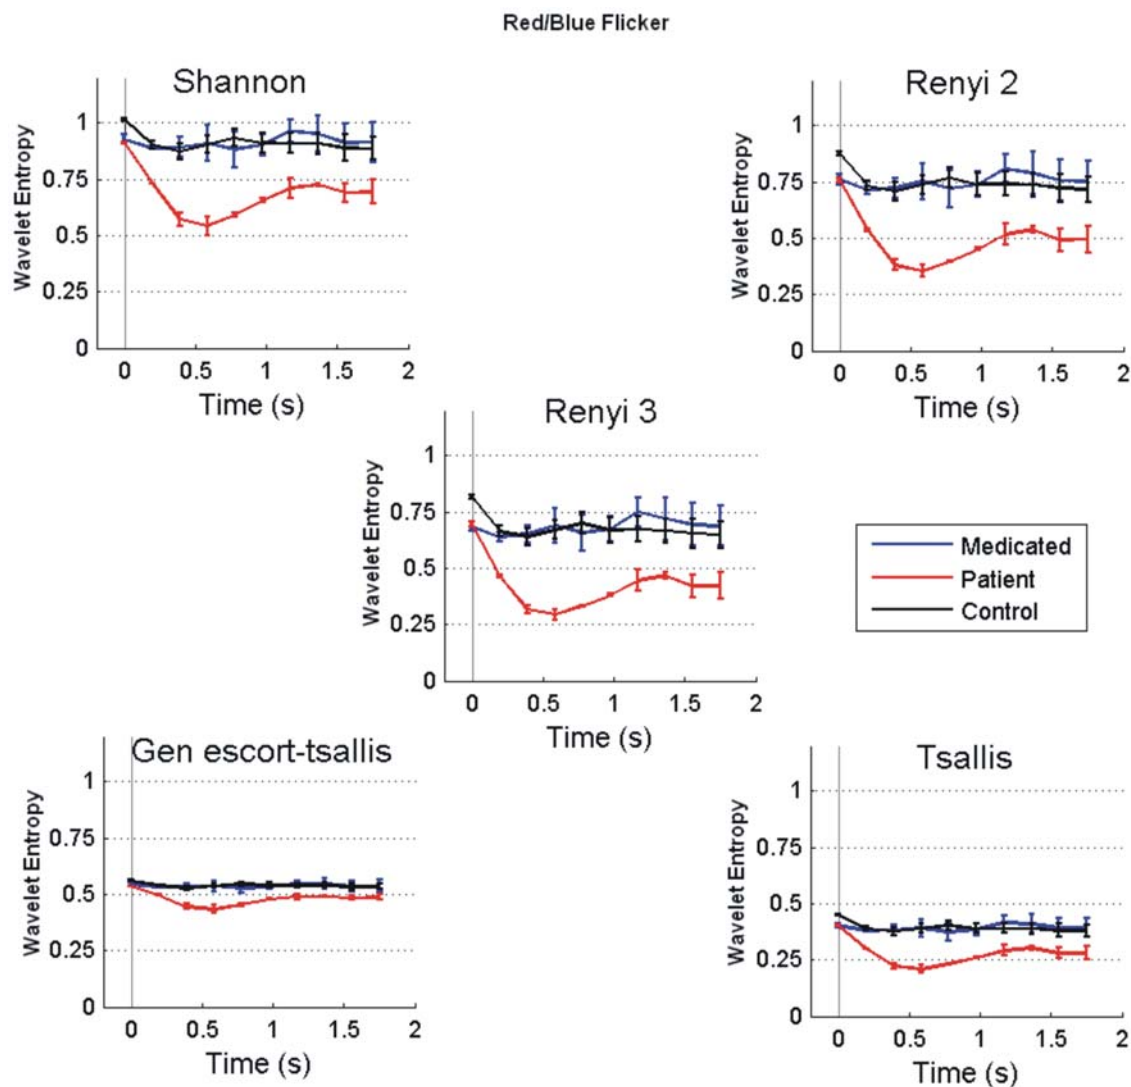 Red/Blue Flicker
Shannon
Wavelet Entropy
1
0.75
0.5
0.25
0
0 0.5 1 1.5 2
Time (s)
Renyi 2
Wavelet Entropy
1
0.75
0.5
0.25
0
0 0.5 1 1.5 2
Time (s)
Renyi 3
Wavelet Entropy
1
0.75
0.5
0.25
0
0 0.5 1 1.5 2
Time (s)
Medicated
Patient
Control
Gen escort-tsallis
Wavelet Entropy
1
0.75
0.5
0.25
0
0 0.5 1 1.5 2
Time (s)
Tsallis
Wavelet Entropy
1
0.75
0.5
0.25
0
0 0.5 1 1.5 2
Time (s)